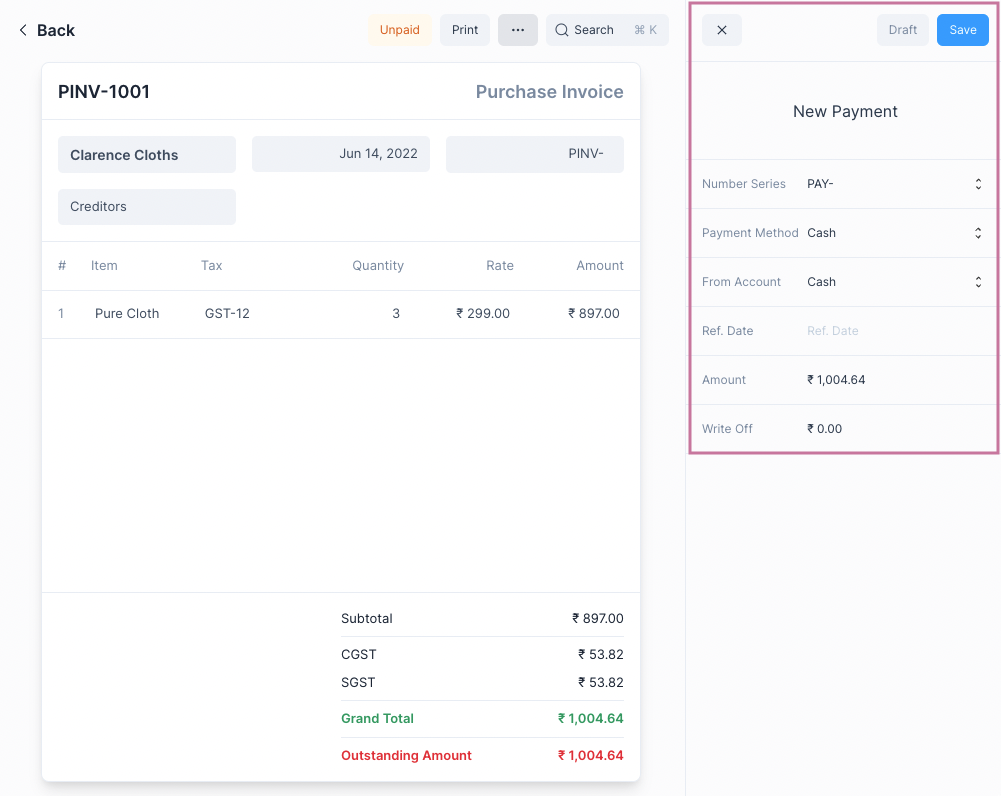 Back
Unpaid
Print
...
Search ⌘ K
PINV-1001
Purchase Invoice
Clarence Cloths
Jun 14, 2022
PINV-
Creditors
# Item Tax Quantity Rate Amount
1 Pure Cloth GST-12 3 ₹ 299.00 ₹ 897.00
Subtotal ₹ 897.00
CGST ₹ 53.82
SGST ₹ 53.82
Grand Total ₹ 1,004.64
Outstanding Amount ₹ 1,004.64
Draft
Save
New Payment
Number Series PAY-
Payment Method Cash
From Account Cash
Ref. Date Ref. Date
Amount ₹ 1,004.64
Write Off ₹ 0.00